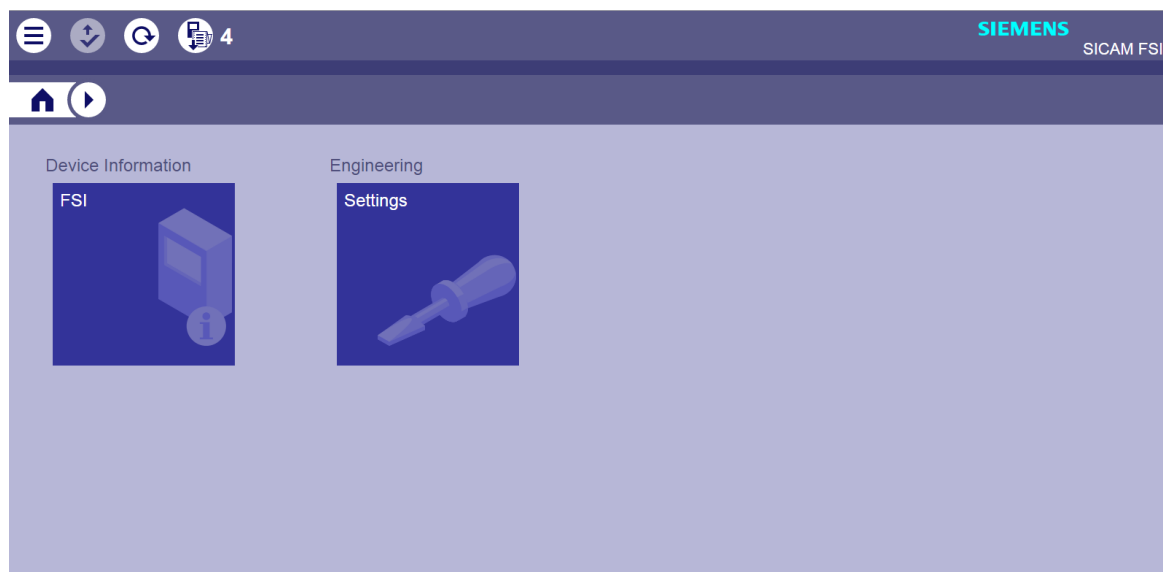 4
SIEMENS
SICAM FSI
Device Information
Engineering
FSI
Settings